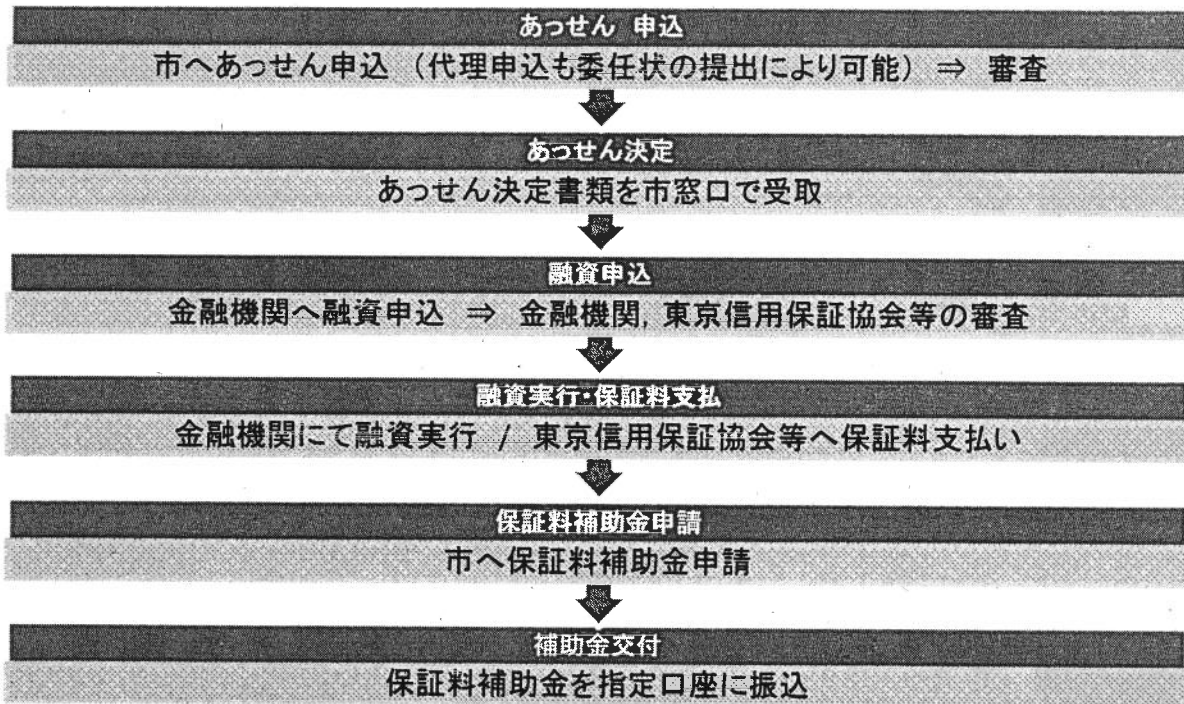 あっせん 申込
市へあっせん申込 （代理申込も委任状の提出により可能） ⇒ 審査
あっせん決定
あっせん決定書類を市窓口で受取
融資申込
金融機関へ融資申込 ⇒ 金融機関, 東京信用保証協会等の審査
融資実行・保証料支払
金融機関にて融資実行 / 東京信用保証協会等へ保証料支払い
保証料補助金申請
市へ保証料補助金申請
補助金交付
保証料補助金を指定口座に振込